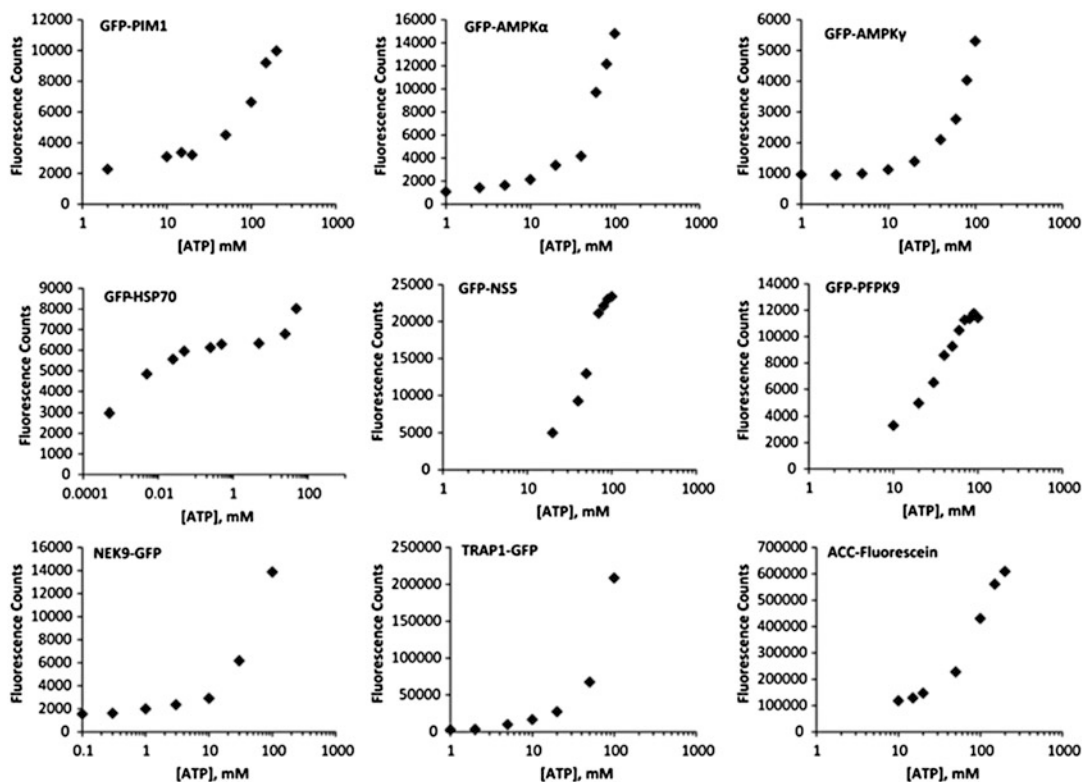 GFP-PIM1
Fluorescence Counts
12000
10000
8000
6000
4000
2000
0
1 10 100 1000
[ATP] mM
GFP-AMPKα
Fluorescence Counts
16000
14000
12000
10000
8000
6000
4000
2000
0
1 10 100 1000
[ATP], mM
GFP-AMPKγ
Fluorescence Counts
6000
5000
4000
3000
2000
1000
0
1 10 100 1000
[ATP], mM
GFP-HSP70
Fluorescence Counts
9000
8000
7000
6000
5000
4000
3000
2000
1000
0
0.0001 0.01 1 100
[ATP], mM
GFP-NS5
Fluorescence Counts
25000
20000
15000
10000
5000
0
1 10 100 1000
[ATP], mM
GFP-PFPK9
Fluorescence Counts
14000
12000
10000
8000
6000
4000
2000
0
1 10 100 1000
[ATP], mM
NEK9-GFP
Fluorescence Counts
16000
14000
12000
10000
8000
6000
4000
2000
0
0.1 1 10 100 1000
[ATP], mM
TRAP1-GFP
Fluorescence Counts
250000
200000
150000
100000
50000
0
1 10 100 1000
[ATP], mM
ACC-Fluorescein
Fluorescence Counts
700000
600000
500000
400000
300000
200000
100000
0
1 10 100 1000
[ATP], mM